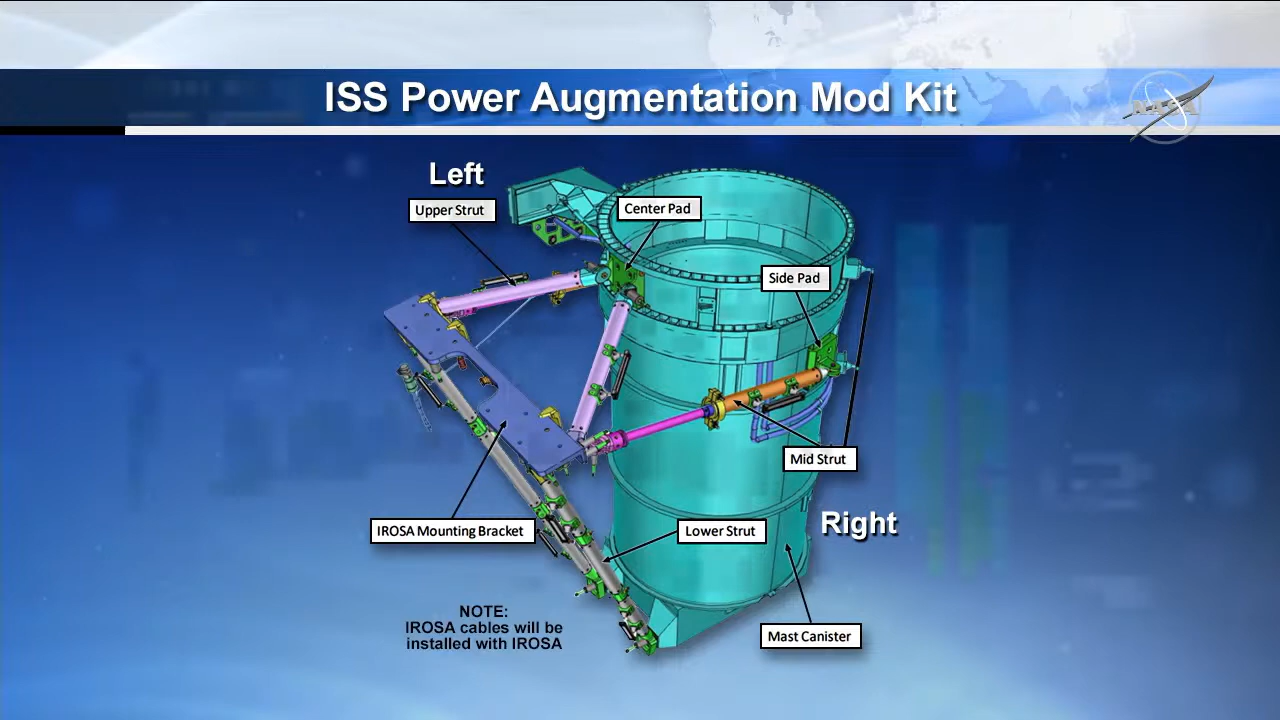 ISS Power Augmentation Mod Kit
NASA
Left
Upper Strut
Center Pad
Side Pad
Mid Strut
IROSA Mounting Bracket
Lower Strut
Right
NOTE:
IROSA cables will be
installed with IROSA
Mast Canister